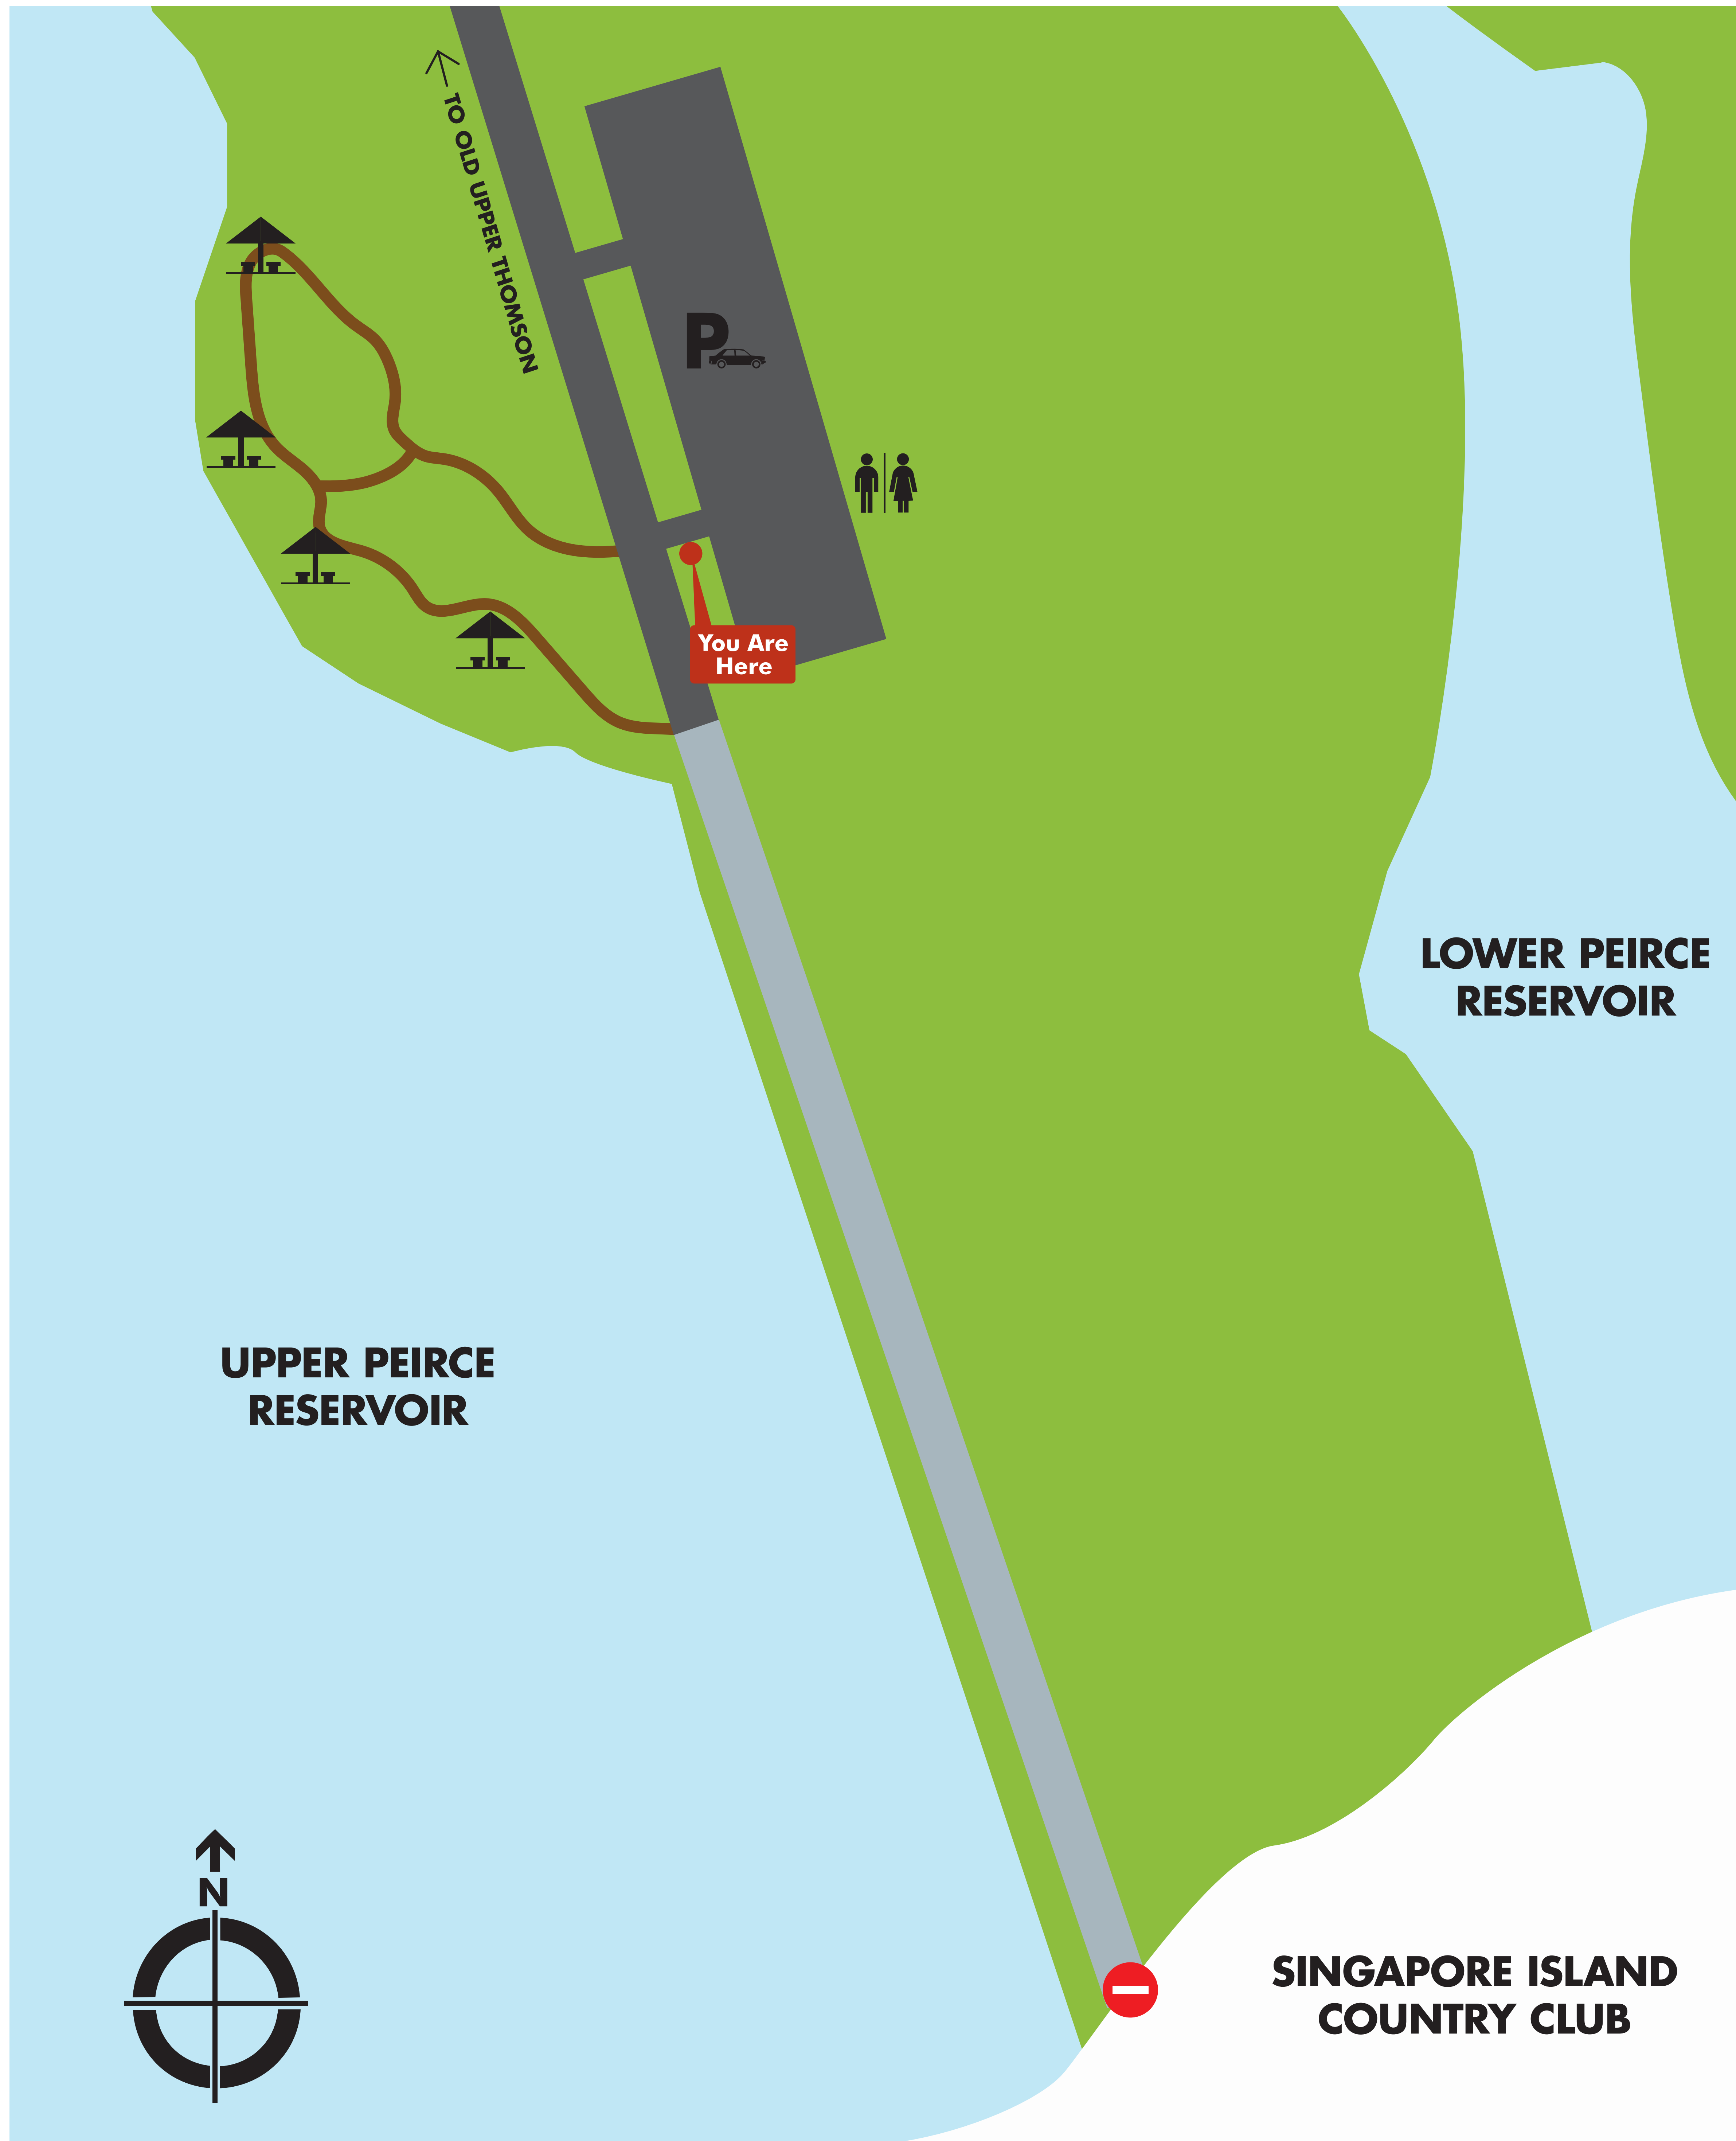 TO OLD UPPER THOMSON
P
You Are
Here
LOWER PEIRCE
RESERVOIR
UPPER PEIRCE
RESERVOIR
N
SINGAPORE ISLAND
COUNTRY CLUB